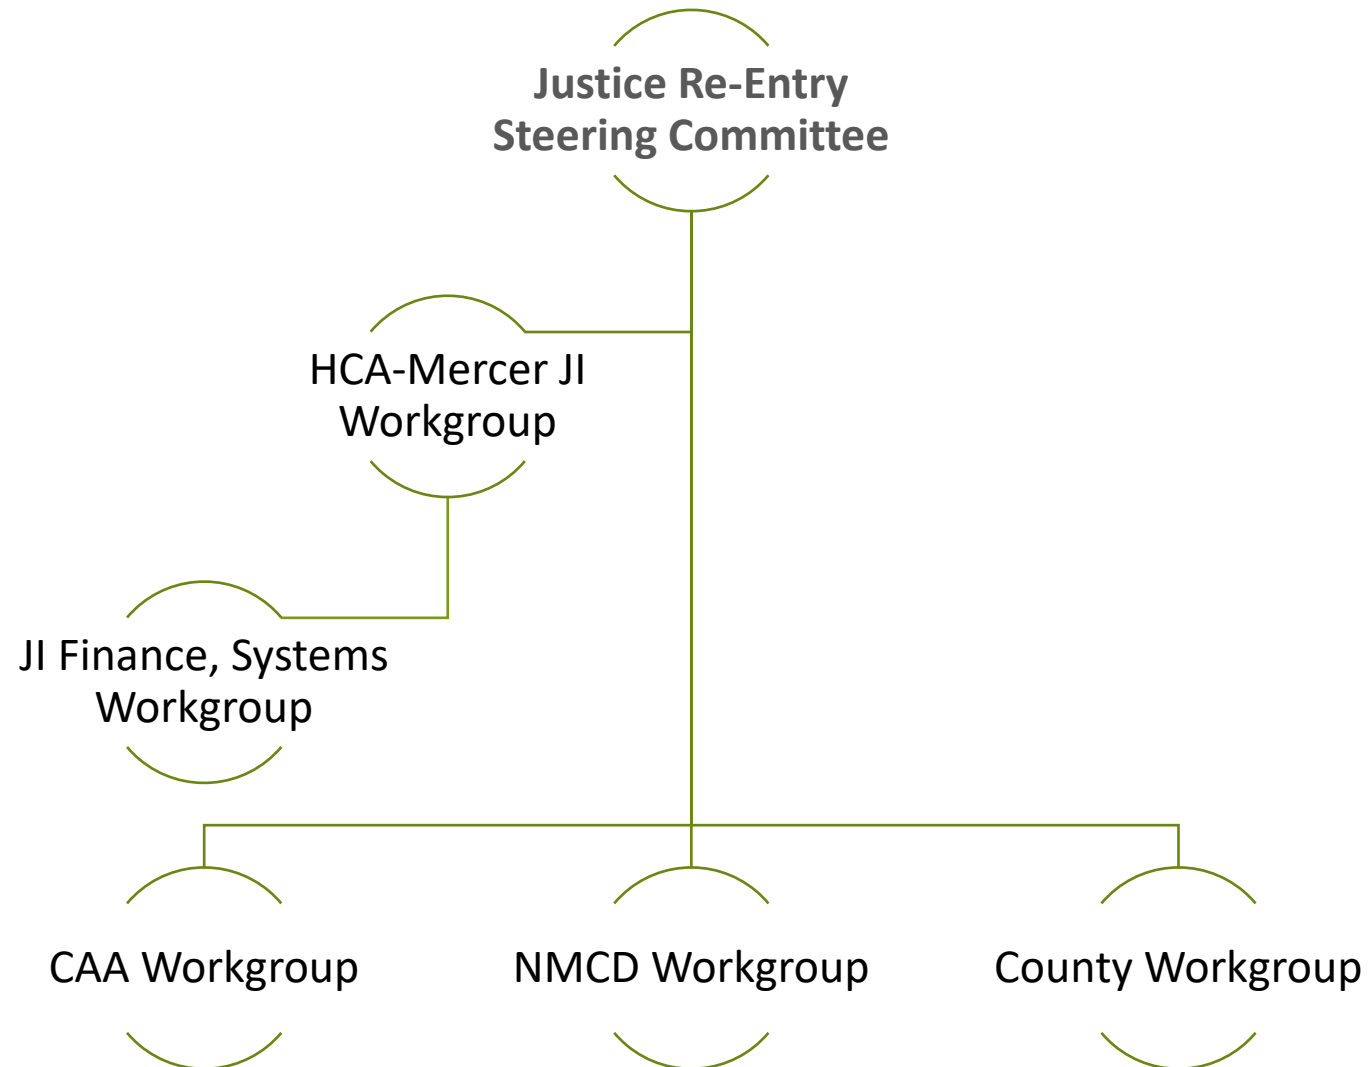 Justice Re-Entry
Steering Committee
HCA-Mercer JI
Workgroup
JI Finance, Systems
Workgroup
CAA Workgroup
NMCD Workgroup
County Workgroup